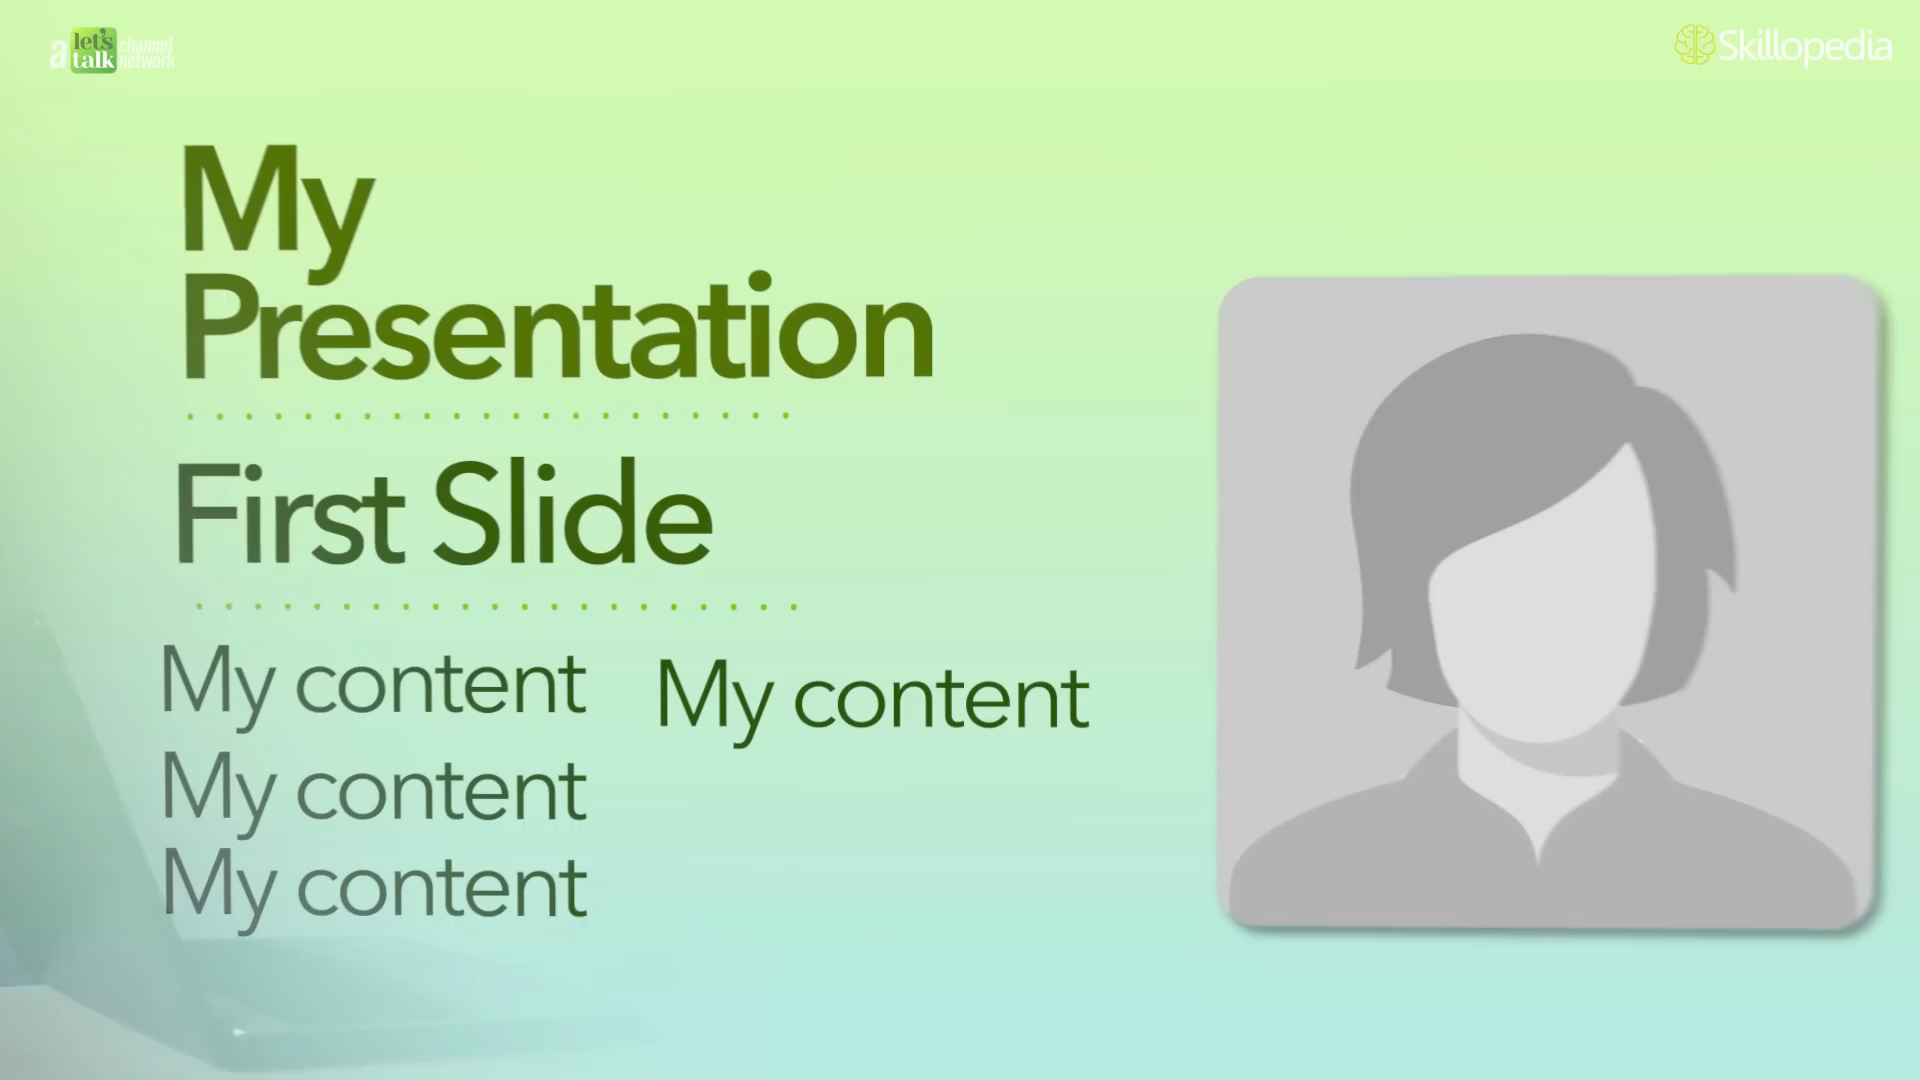 a let's talk channel network
Skillopedia
My
Presentation
First Slide
My content
My content
My content
My content